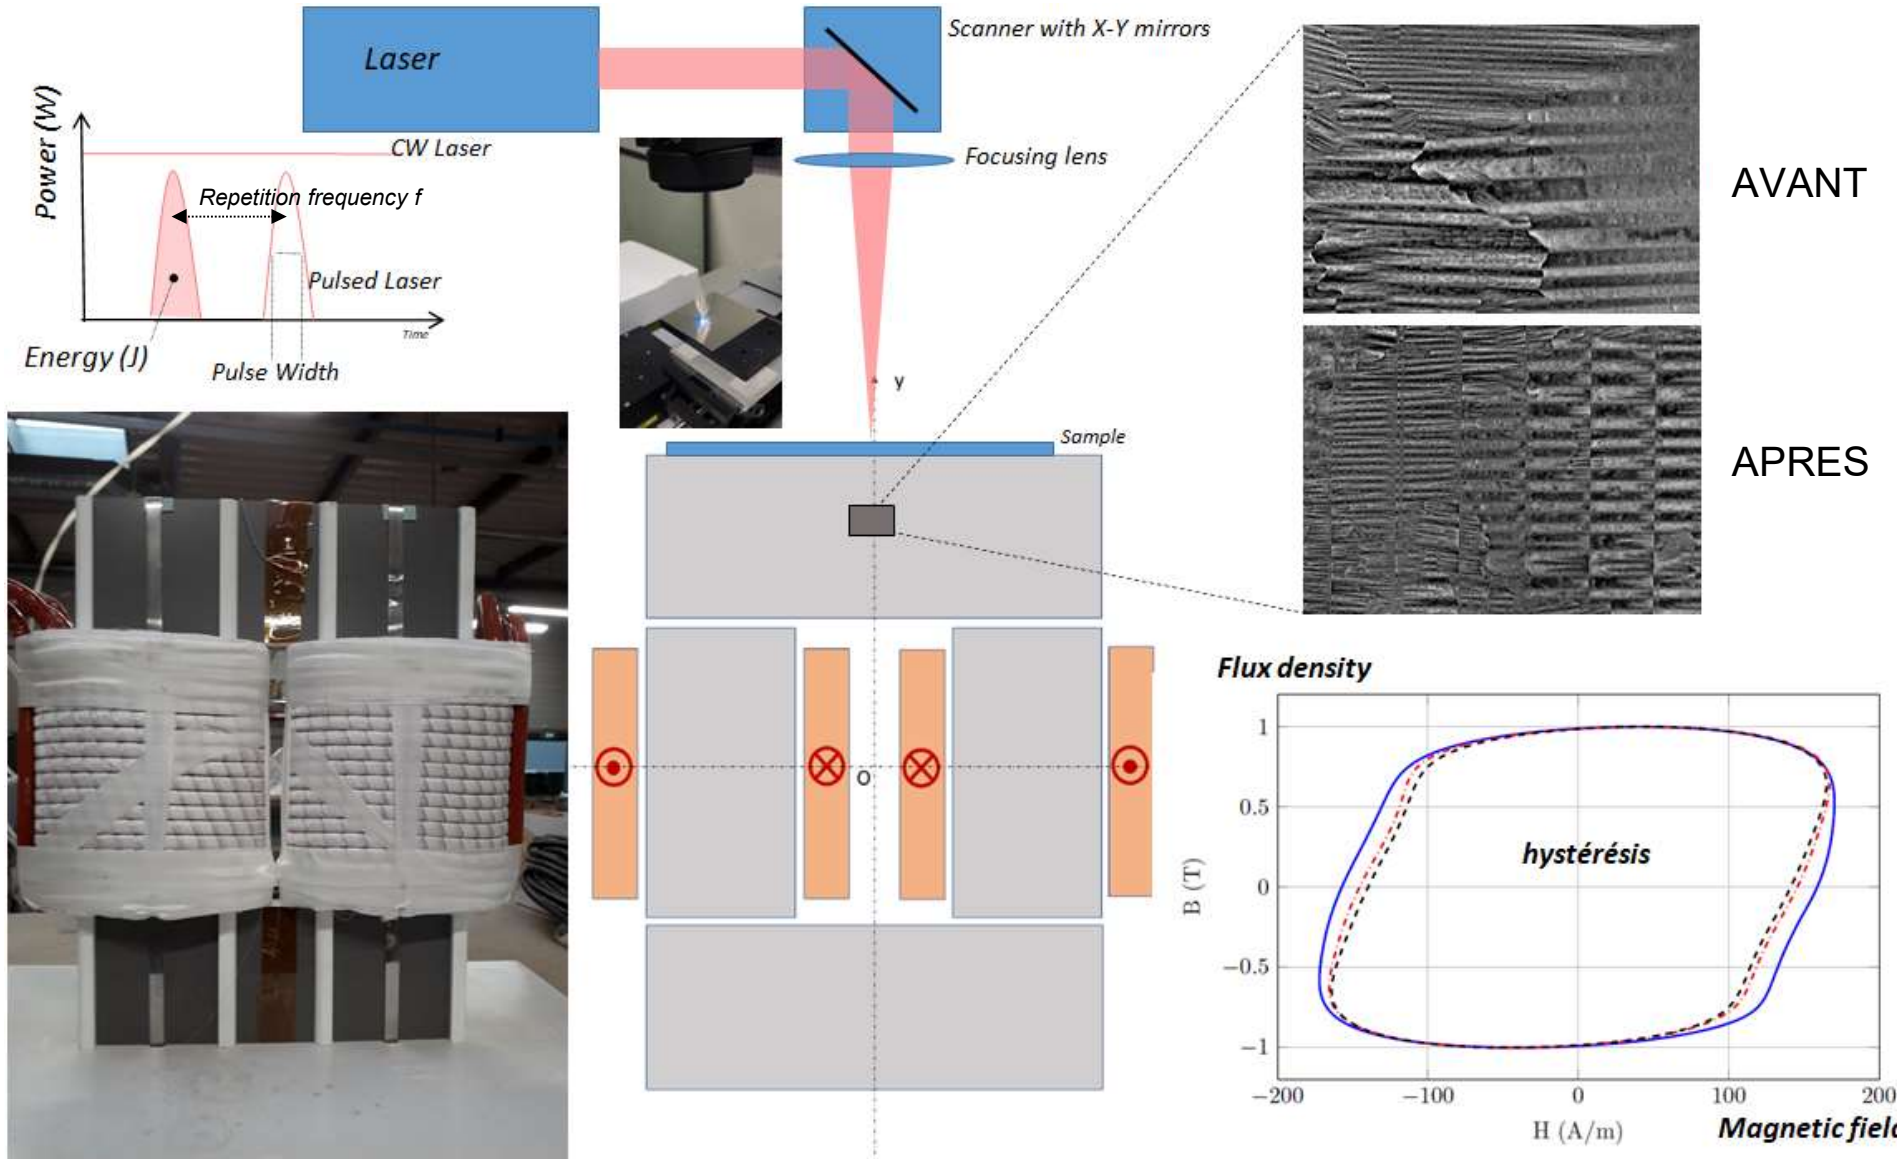 Laser
Scanner with X-Y mirrors
Power (W)
CW Laser
Focusing lens
Repetition frequency f
Pulsed Laser
Time
Energy (J)
Pulse Width
y
Sample
O
AVANT
APRES
Flux density
1
0.5
0
−0.5
−1
B (T)
hystérésis
−200
−100
0
100
200
H (A/m)
Magnetic field